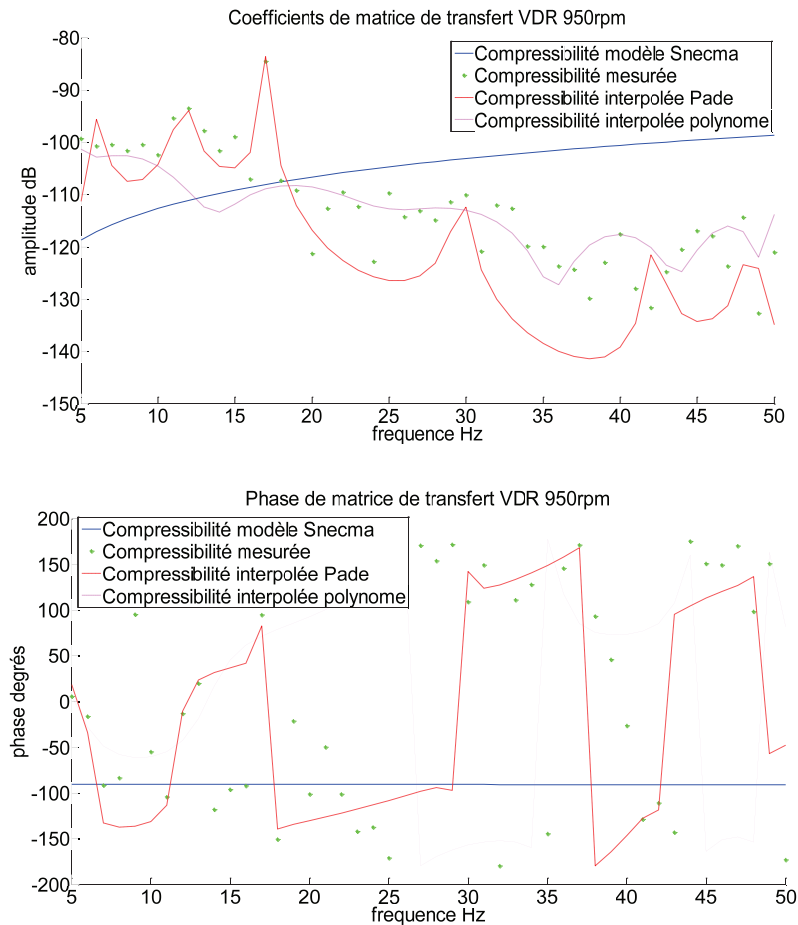 Coefficients de matrice de transfert VDR 950rpm
-80
-90
-100
-110
-120
-130
-140
-150
amplitude dB
Compressibilité modèle Snecma
Compressibilité mesurée
Compressibilité interpolée Pade
Compressibilité interpolée polynome
5 10 15 20 25 30 35 40 45 50
frequence Hz
Phase de matrice de transfert VDR 950rpm
200
150
100
50
0
-50
-100
-150
-200
phase degrés
Compressibilité modèle Snecma
Compressibilité mesurée
Compressibilité interpolée Pade
Compressibilité interpolée polynome
5 10 15 20 25 30 35 40 45 50
frequence Hz